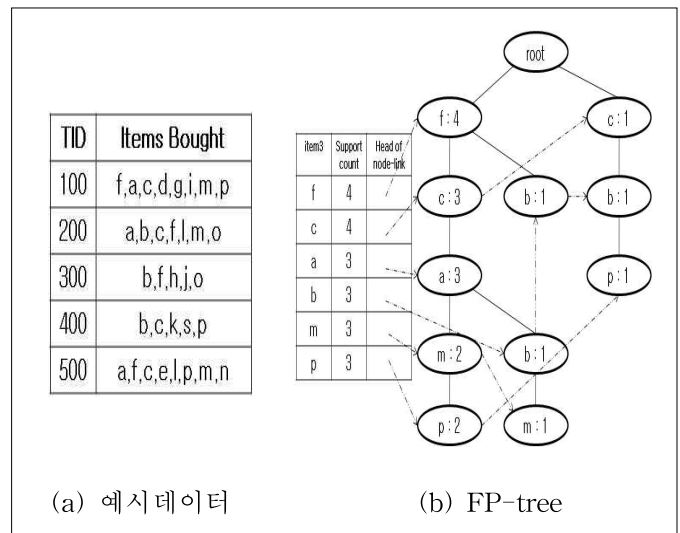 TID Items Bought
100 f,a,c,d,g,i,m,p
200 a,b,c,f,l,m,o
300 b,f,h,j,o
400 b,c,k,s,p
500 a,f,c,e,l,p,m,n
(a) 예시데이터
item3 Support count Head of node-link
f 4
c 4
a 3
b 3
m 3
p 3
root
f:4 c:1
c:3 b:1 b:1
a:3 p:1
m:2 b:1
p:2 m:1
(b) FP-tree